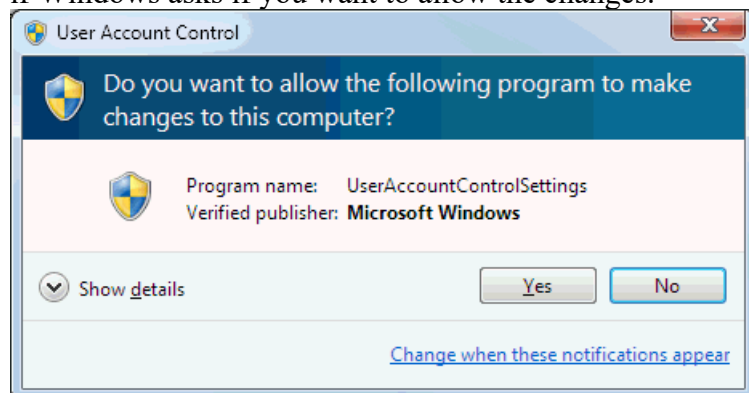 if Windows asks if you want to allow the changes.
User Account Control
Do you want to allow the following program to make
changes to this computer?
Program name: UserAccountControlSettings
Verified publisher: Microsoft Windows
Show details
Yes
No
Change when these notifications appear